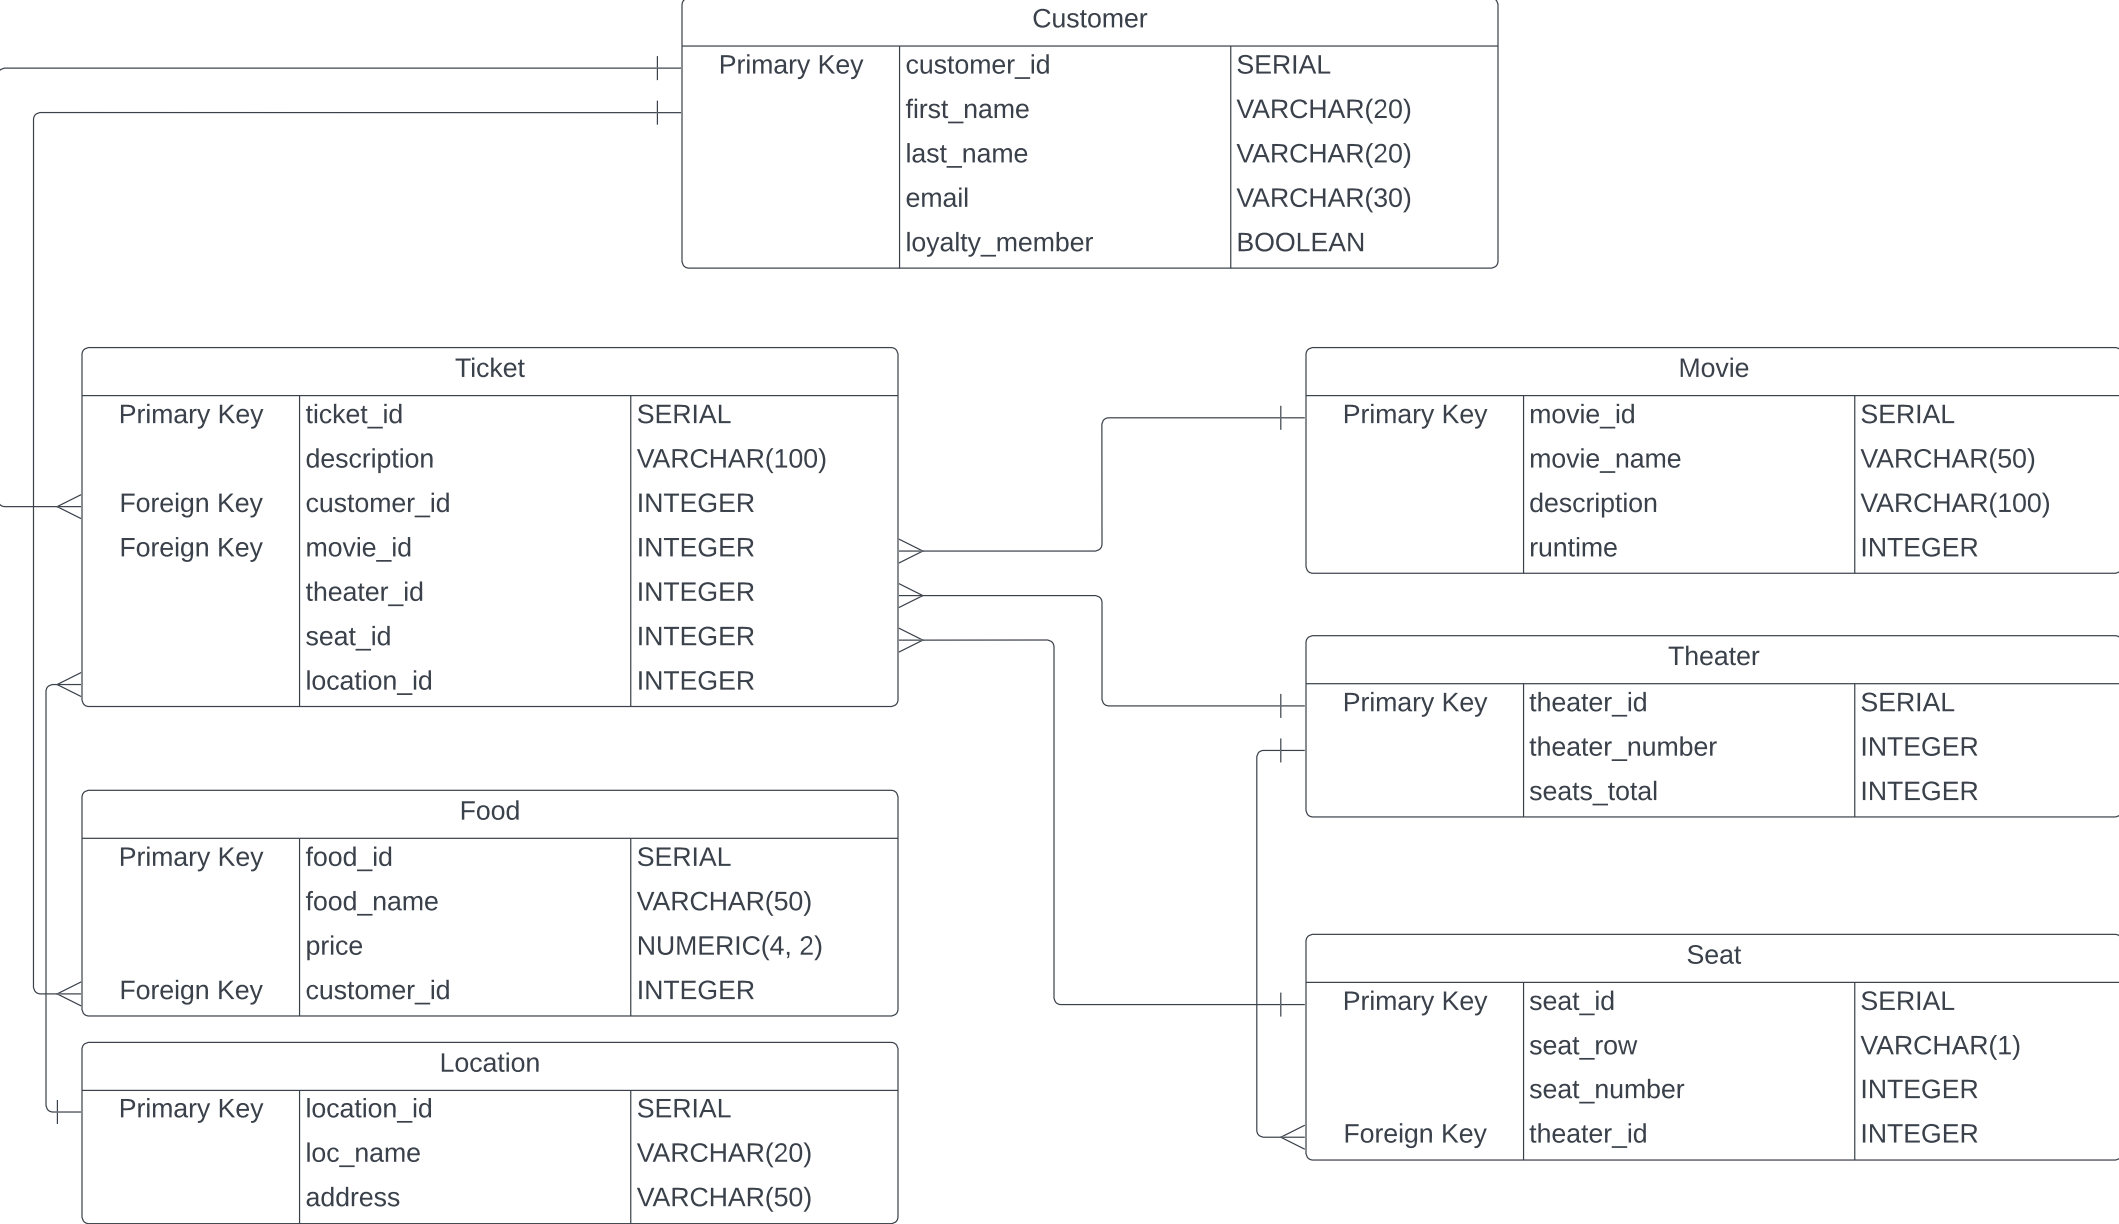 Customer
Primary Key customer_id SERIAL
first_name VARCHAR(20)
last_name VARCHAR(20)
email VARCHAR(30)
loyalty_member BOOLEAN
Ticket
Primary Key ticket_id SERIAL
description VARCHAR(100)
Foreign Key customer_id INTEGER
Foreign Key movie_id INTEGER
theater_id INTEGER
seat_id INTEGER
location_id INTEGER
Movie
Primary Key movie_id SERIAL
movie_name VARCHAR(50)
description VARCHAR(100)
runtime INTEGER
Theater
Primary Key theater_id SERIAL
theater_number INTEGER
seats_total INTEGER
Food
Primary Key food_id SERIAL
food_name VARCHAR(50)
price NUMERIC(4, 2)
Foreign Key customer_id INTEGER
Seat
Primary Key seat_id SERIAL
seat_row VARCHAR(1)
seat_number INTEGER
Foreign Key theater_id INTEGER
Location
Primary Key location_id SERIAL
loc_name VARCHAR(20)
address VARCHAR(50)